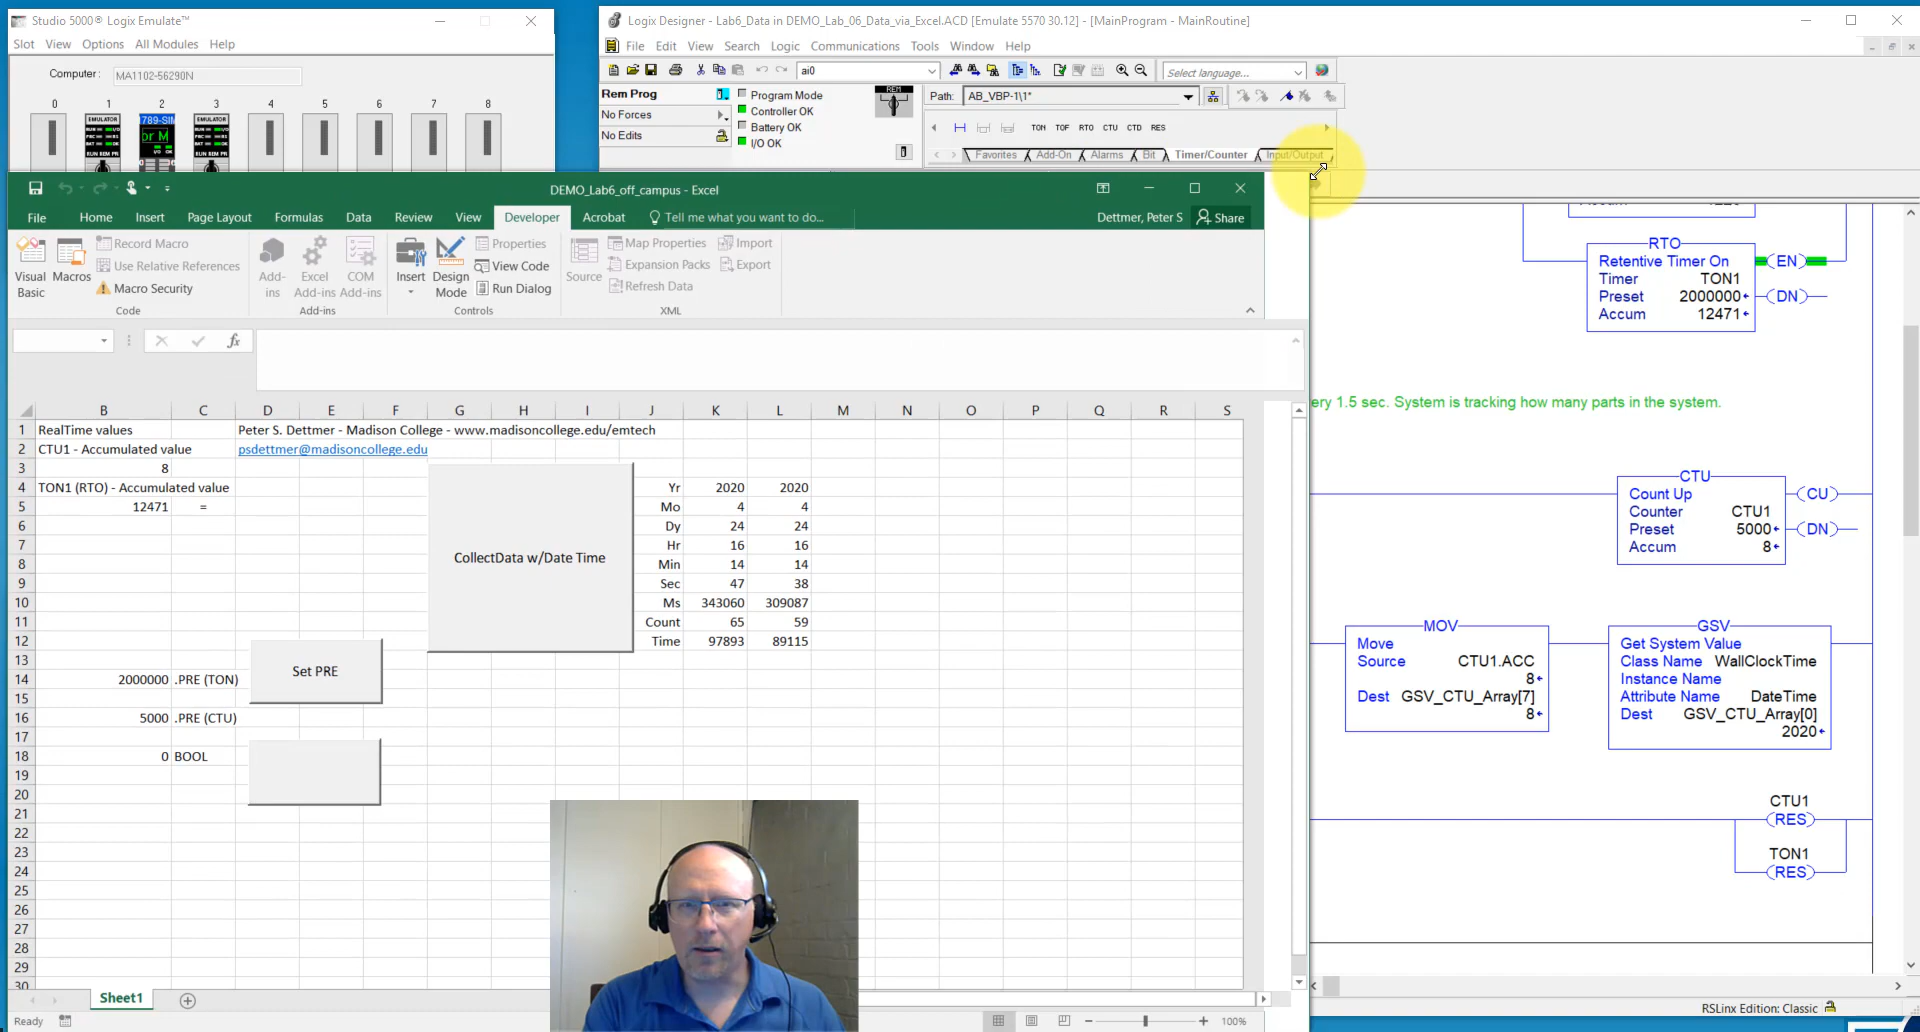 Studio 5000® Logix Emulate™
Slot View Options All Modules Help
Computer: MA1102-56290N
0 1 2 3 4 5 6 7 8
EMULATOR 789-SIM EMULATOR
or M
RUN REM PR RUN REM PR
Logix Designer - Lab6_Data in DEMO_Lab_06_Data_via_Excel.ACD [Emulate 5570 30.12] - [MainProgram - MainRoutine]
File Edit View Search Logic Communications Tools Window Help
ai0 Select language...
Rem Prog Program Mode REM Path: AB_VBP-1\1*
No Forces Controller OK
No Edits Battery OK
I/O OK
TON TOF RTO CTU CTD RES
Favorites Add-On Alarms Bit Timer/Counter Input/Output
DEMO_Lab6_off_campus - Excel
File Home Insert Page Layout Formulas Data Review View Developer Acrobat Tell me what you want to do... Dettmer, Peter S Share
Visual Basic Macros Record Macro
Use Relative References
Macro Security
Code
Add-ins Excel Add-ins COM Add-ins
Add-ins
Insert Design Mode Properties
View Code
Run Dialog
Controls
Source Map Properties Import
Expansion Packs Export
Refresh Data
XML
fx
B C D E F G H I J K L M N O P Q R S
1 RealTime values Peter S. Dettmer - Madison College - www.madisoncollege.edu/emtech
2 CTU1 - Accumulated value psdettmer@madisoncollege.edu
3 8
4 TON1 (RTO) - Accumulated value Yr 2020 2020
5 12471 = Mo 4 4
6 Dy 24 24
7 Hr 16 16
8 CollectData w/Date Time Min 14 14
9 Sec 47 38
10 Ms 343060 309087
11 Count 65 59
12 Time 97893 89115
13 Set PRE
14 2000000 .PRE (TON)
15
16 5000 .PRE (CTU)
17
18 0 BOOL
19
20
21
22
23
24
25
26
27
28
29
30
Sheet1
Ready 100%
RTO
Retentive Timer On (EN)
Timer TON1
Preset 2000000 (DN)
Accum 12471
ery 1.5 sec. System is tracking how many parts in the system.
CTU
Count Up (CU)
Counter CTU1
Preset 5000 (DN)
Accum 8
MOV
Move
Source CTU1.ACC
8
Dest GSV_CTU_Array[7]
8
GSV
Get System Value
Class Name WallClockTime
Instance Name
Attribute Name DateTime
Dest GSV_CTU_Array[0]
2020
CTU1
(RES)
TON1
(RES)
RSLinx Edition: Classic